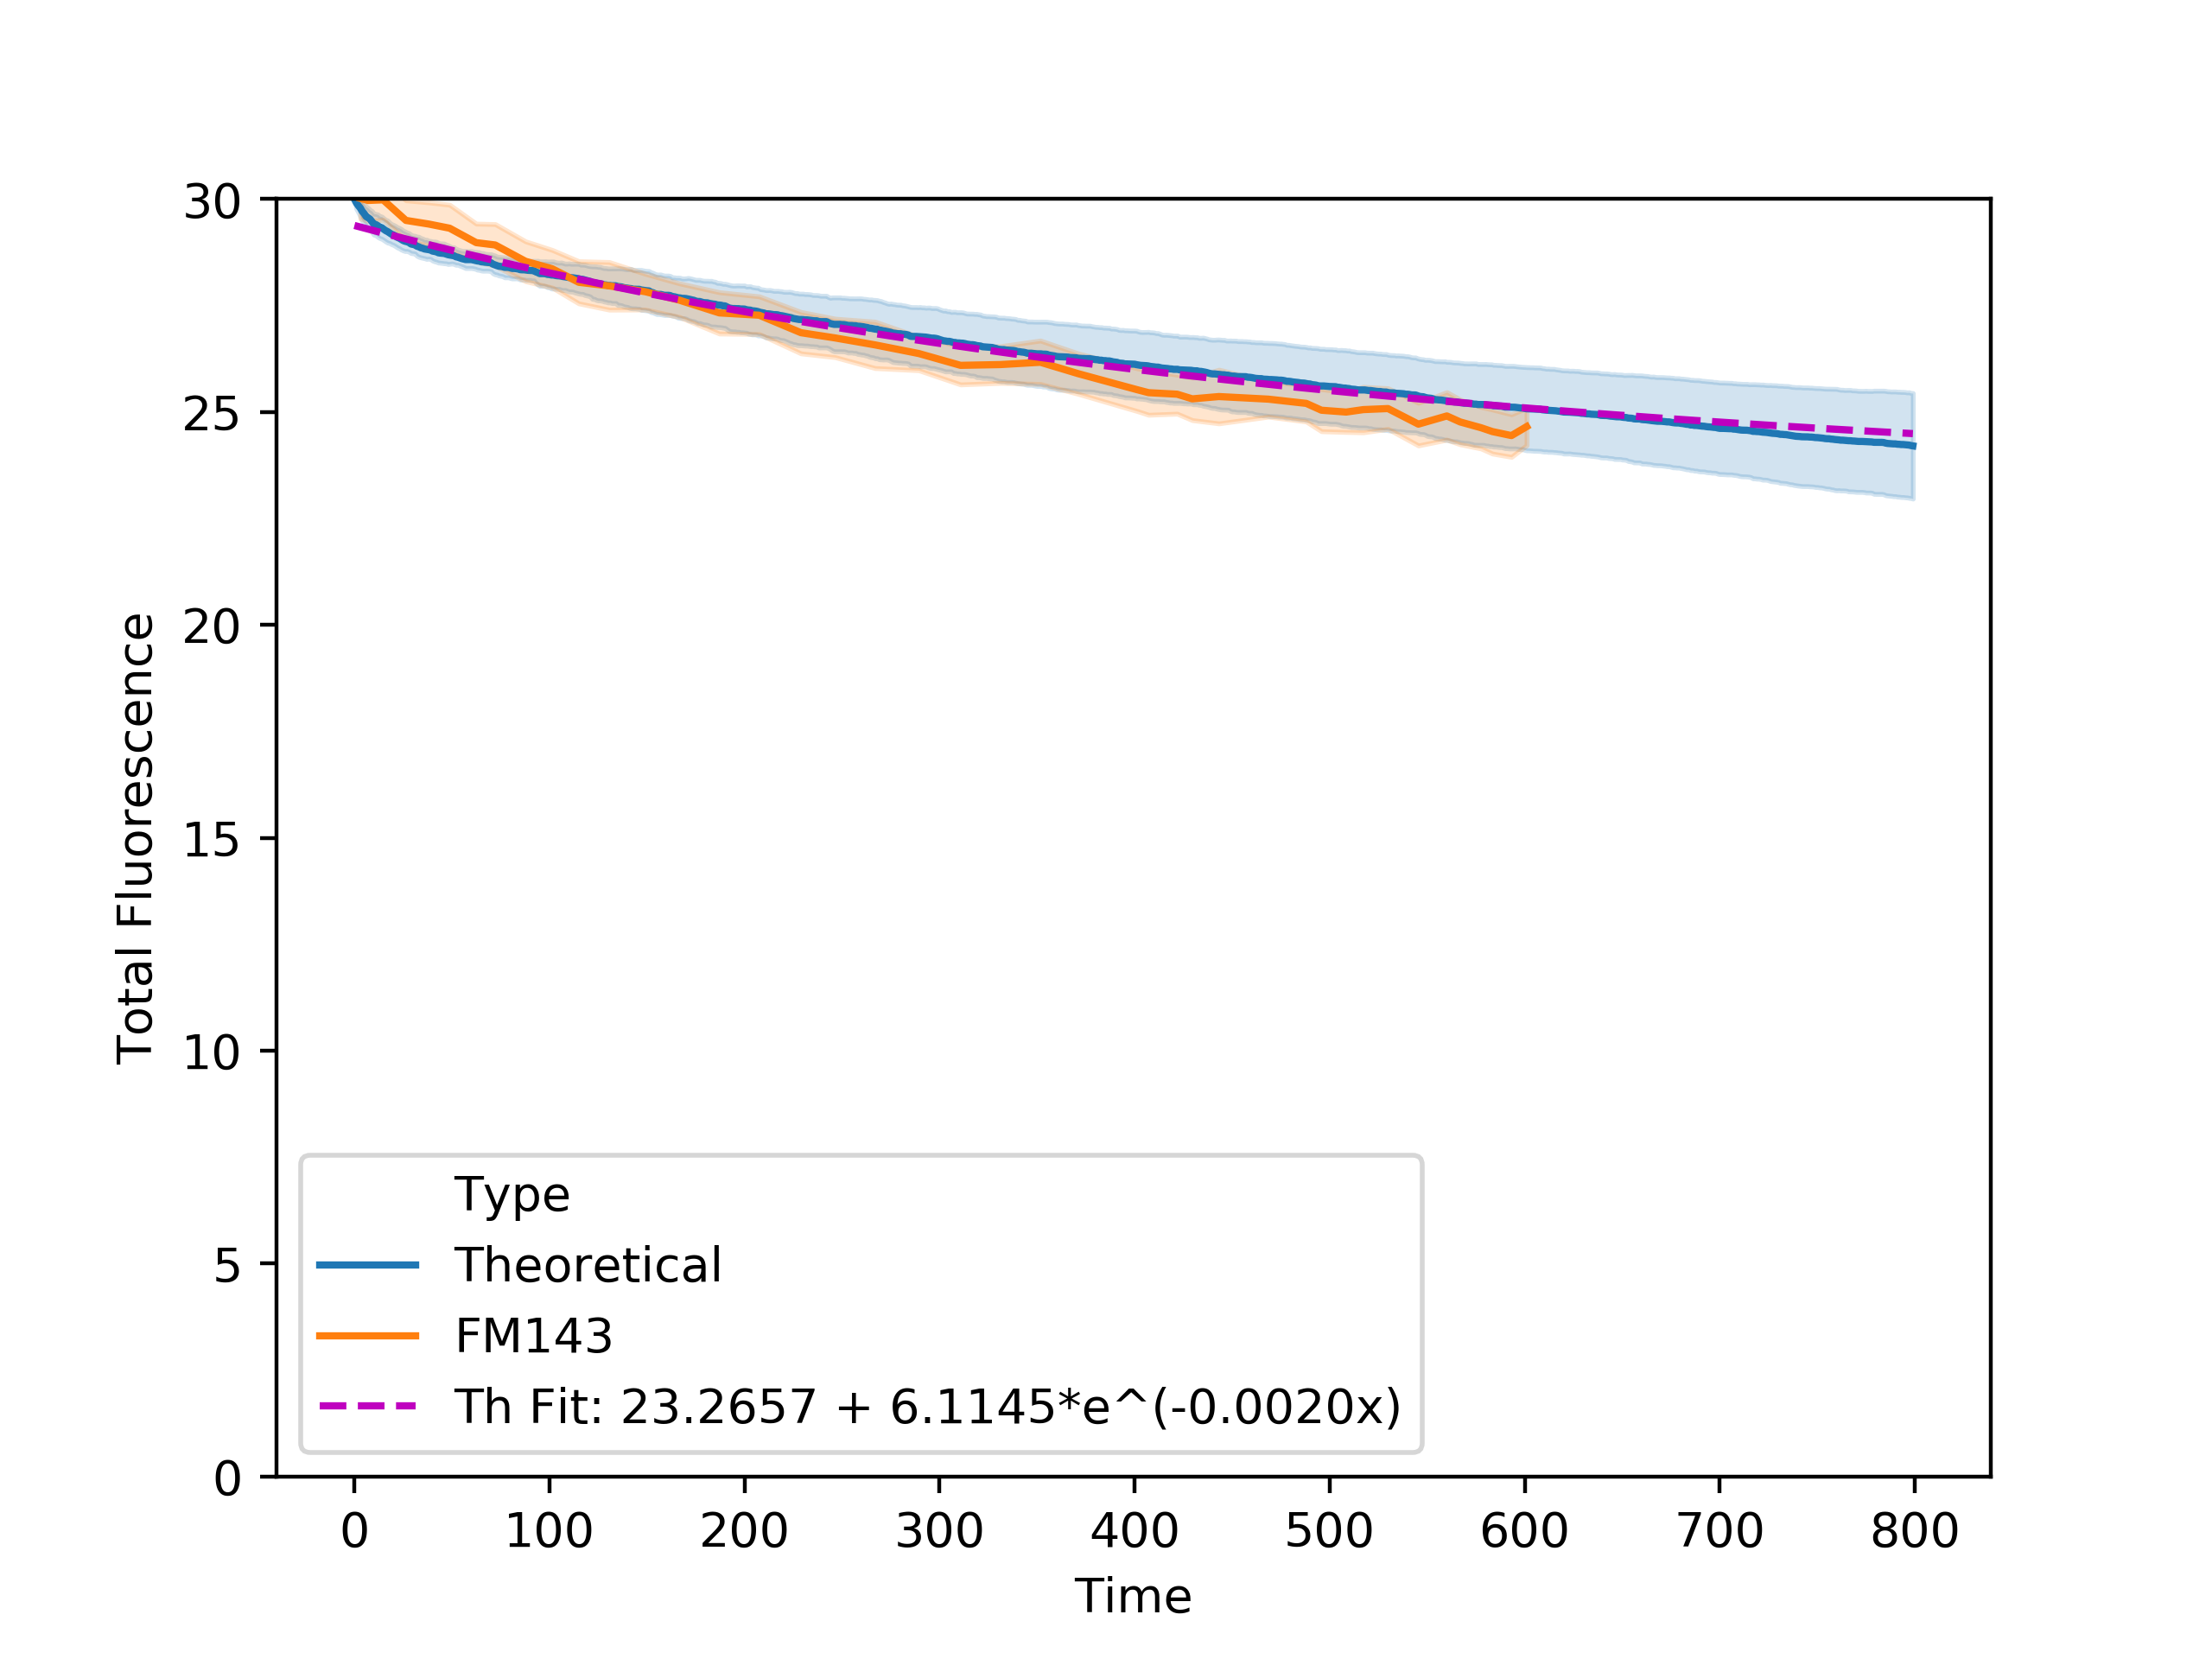 30
25
20
15
10
5
0
Total Fluorescence
Type
Theoretical
FM143
Th Fit: 23.2657 + 6.1145*e^(-0.0020x)
0 100 200 300 400 500 600 700 800
Time